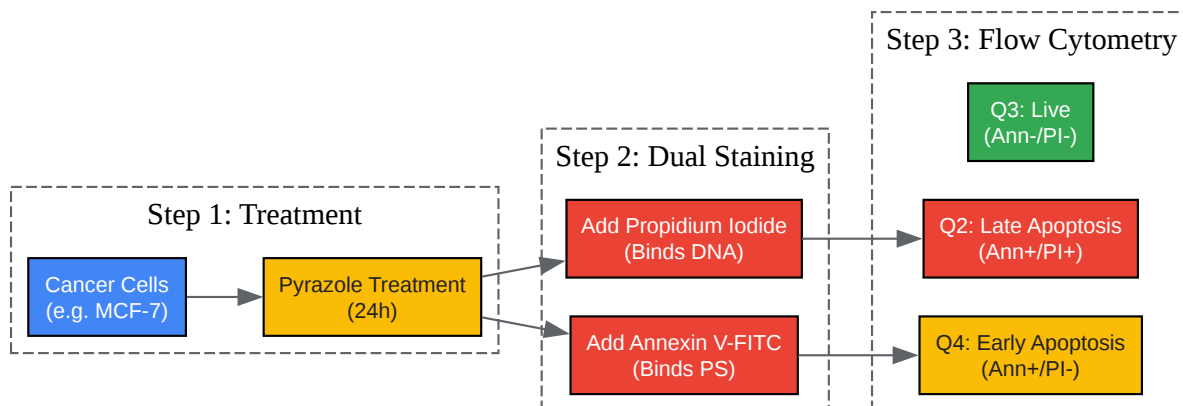 Step 1: Treatment
Cancer Cells
(e.g. MCF-7)
Pyrazole Treatment
(24h)
Step 2: Dual Staining
Add Propidium Iodide
(Binds DNA)
Add Annexin V-FITC
(Binds PS)
Step 3: Flow Cytometry
Q3: Live
(Ann-/PI-)
Q2: Late Apoptosis
(Ann+/PI+)
Q4: Early Apoptosis
(Ann+/PI-)